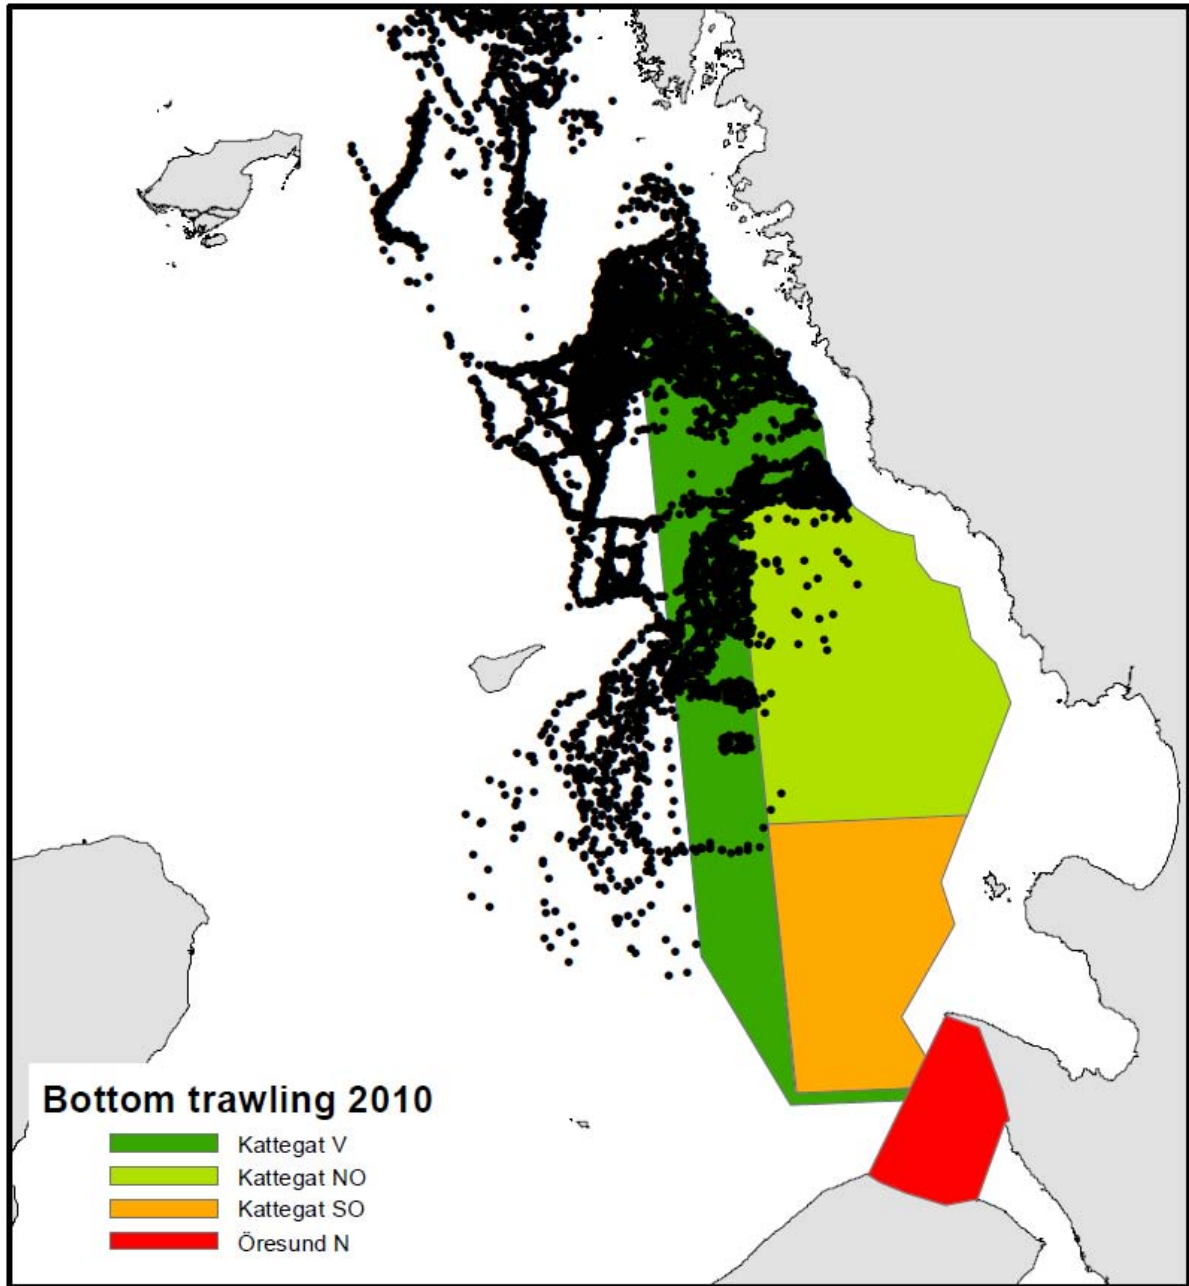 Bottom trawling 2010
Kattegat V
Kattegat NO
Kattegat SO
Öresund N